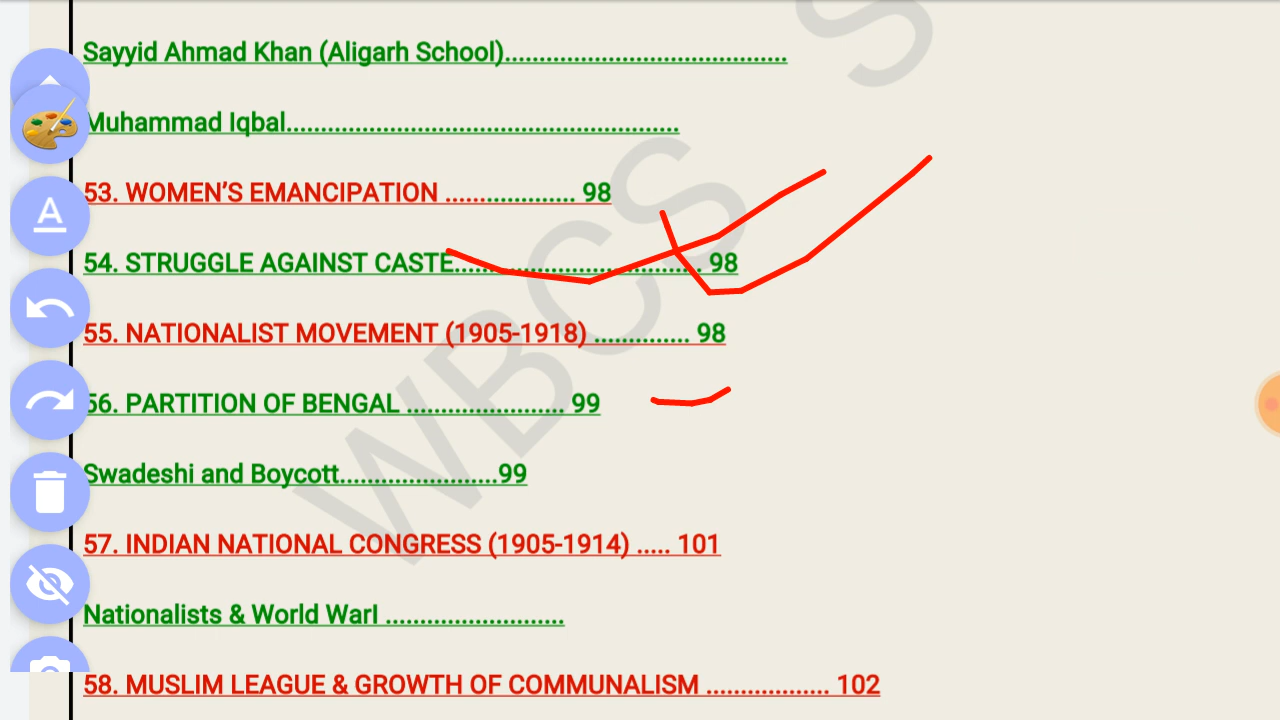 Sayyid Ahmad Khan (Aligarh School).........................................
Muhammad Iqbal.........................................................
53. WOMEN'S EMANCIPATION ................... 98
54. STRUGGLE AGAINST CASTE.................................... 98
55. NATIONALIST MOVEMENT (1905-1918) .............. 98
56. PARTITION OF BENGAL ....................... 99
Swadeshi and Boycott.......................99
57. INDIAN NATIONAL CONGRESS (1905-1914) ..... 101
Nationalists & World WarI ..........................
58. MUSLIM LEAGUE & GROWTH OF COMMUNALISM .................. 102
WBCS S